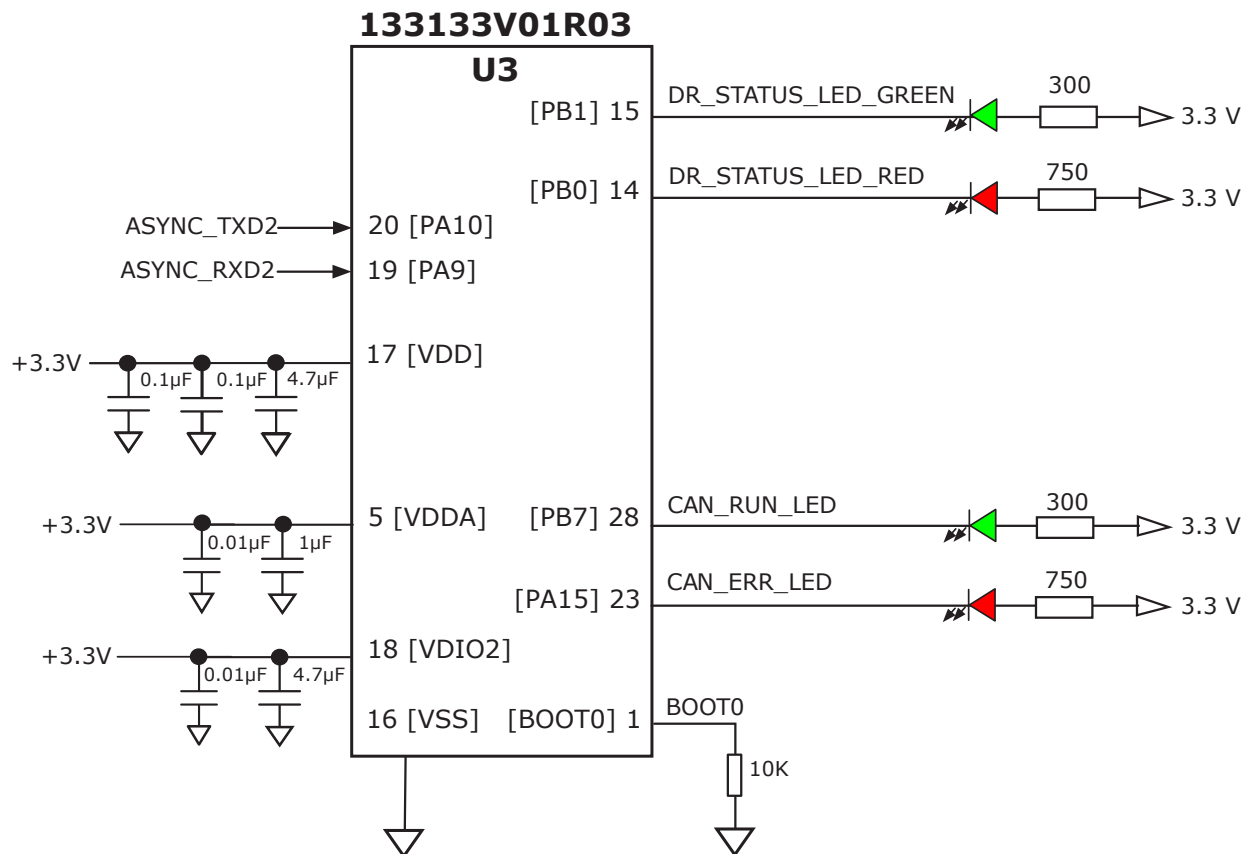 133133V01R03
U3
[PB1] 15
DR_STATUS_LED_GREEN
300
3.3 V
[PB0] 14
DR_STATUS_LED_RED
750
3.3 V
ASYNC_TXD2
20 [PA10]
ASYNC_RXD2
19 [PA9]
+3.3V
17 [VDD]
0.1µF
0.1µF
4.7µF
+3.3V
5 [VDDA]
0.01µF
1µF
[PB7] 28
CAN_RUN_LED
300
3.3 V
[PA15] 23
CAN_ERR_LED
750
3.3 V
+3.3V
18 [VDIO2]
0.01µF
4.7µF
16 [VSS]
[BOOT0] 1
BOOT0
10K